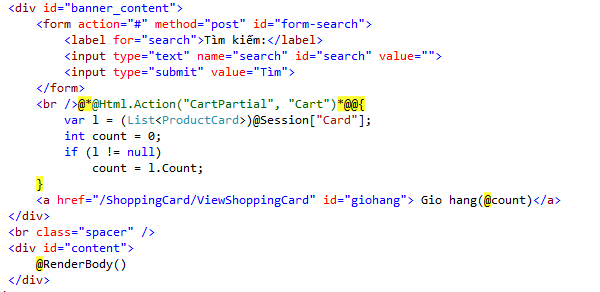 <div id="banner_content">
<form action="#" method="post" id="form-search">
<label for="search">Tìm kiếm:</label>
<input type="text" name="search" id="search" value="">
<input type="submit" value="Tìm">
</form>
<br />@*@Html.Action("CartPartial", "Cart")*@@{
var l = (List<ProductCard>)@Session["Card"];
int count = 0;
if (l != null)
count = l.Count;
}
<a href="/ShoppingCard/ViewShoppingCard" id="giohang"> Gio hang(@count)</a>
</div>
<br class="spacer" />
<div id="content">
@RenderBody()
</div>